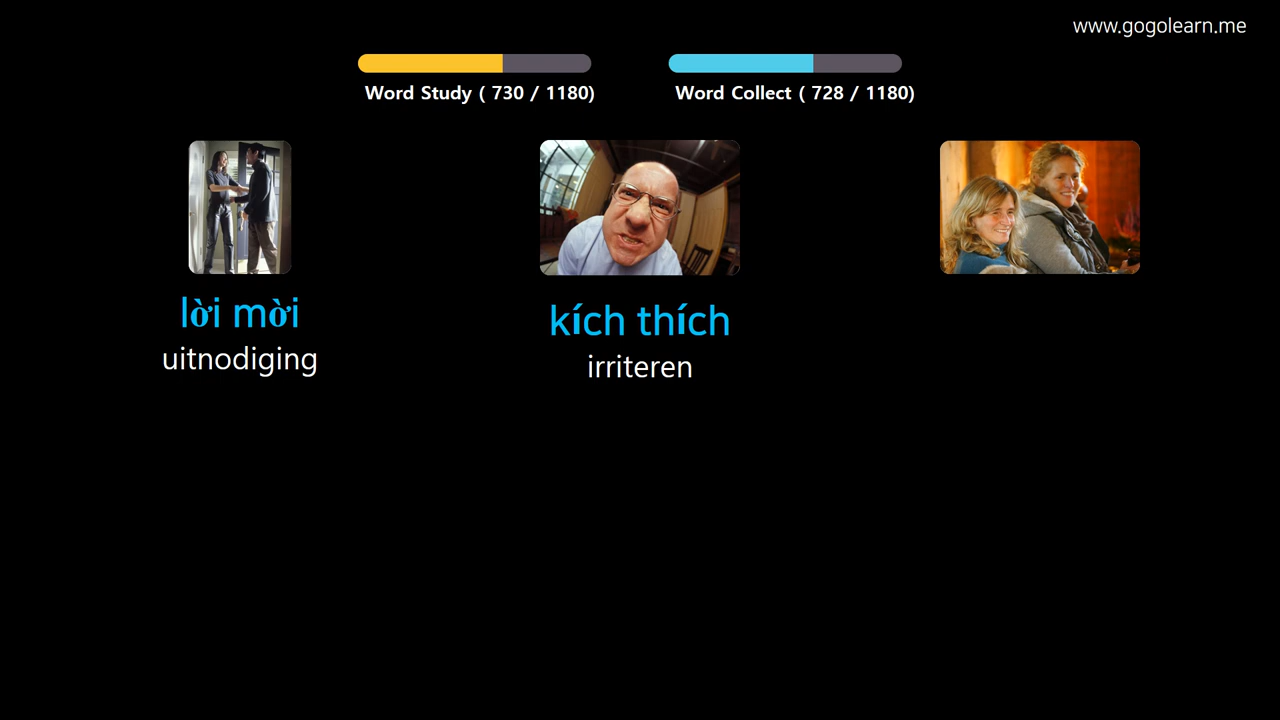 www.gogolearn.me
Word Study ( 730 / 1180)
Word Collect ( 728 / 1180)
lời mời
uitnodiging
kích thích
irriteren